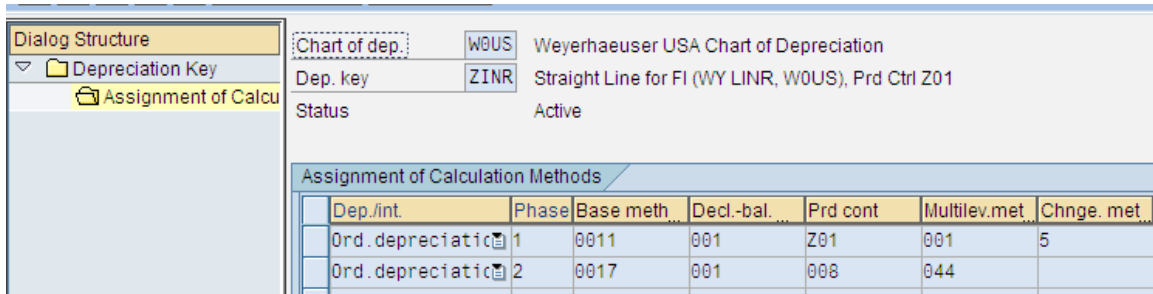 Dialog Structure
Depreciation Key
Assignment of Calcu
Chart of dep. W0US Weyerhaeuser USA Chart of Depreciation
Dep. key ZINR Straight Line for FI (WY LINR, W0US), Prd Ctrl Z01
Status Active
Assignment of Calculation Methods
Dep./int. Phase Base meth... Decl.-bal. ... Prd cont Multilev.met... Chnge. met...
Ord.depreciatic 1 0011 001 Z01 001 5
Ord.depreciatic 2 0017 001 008 044